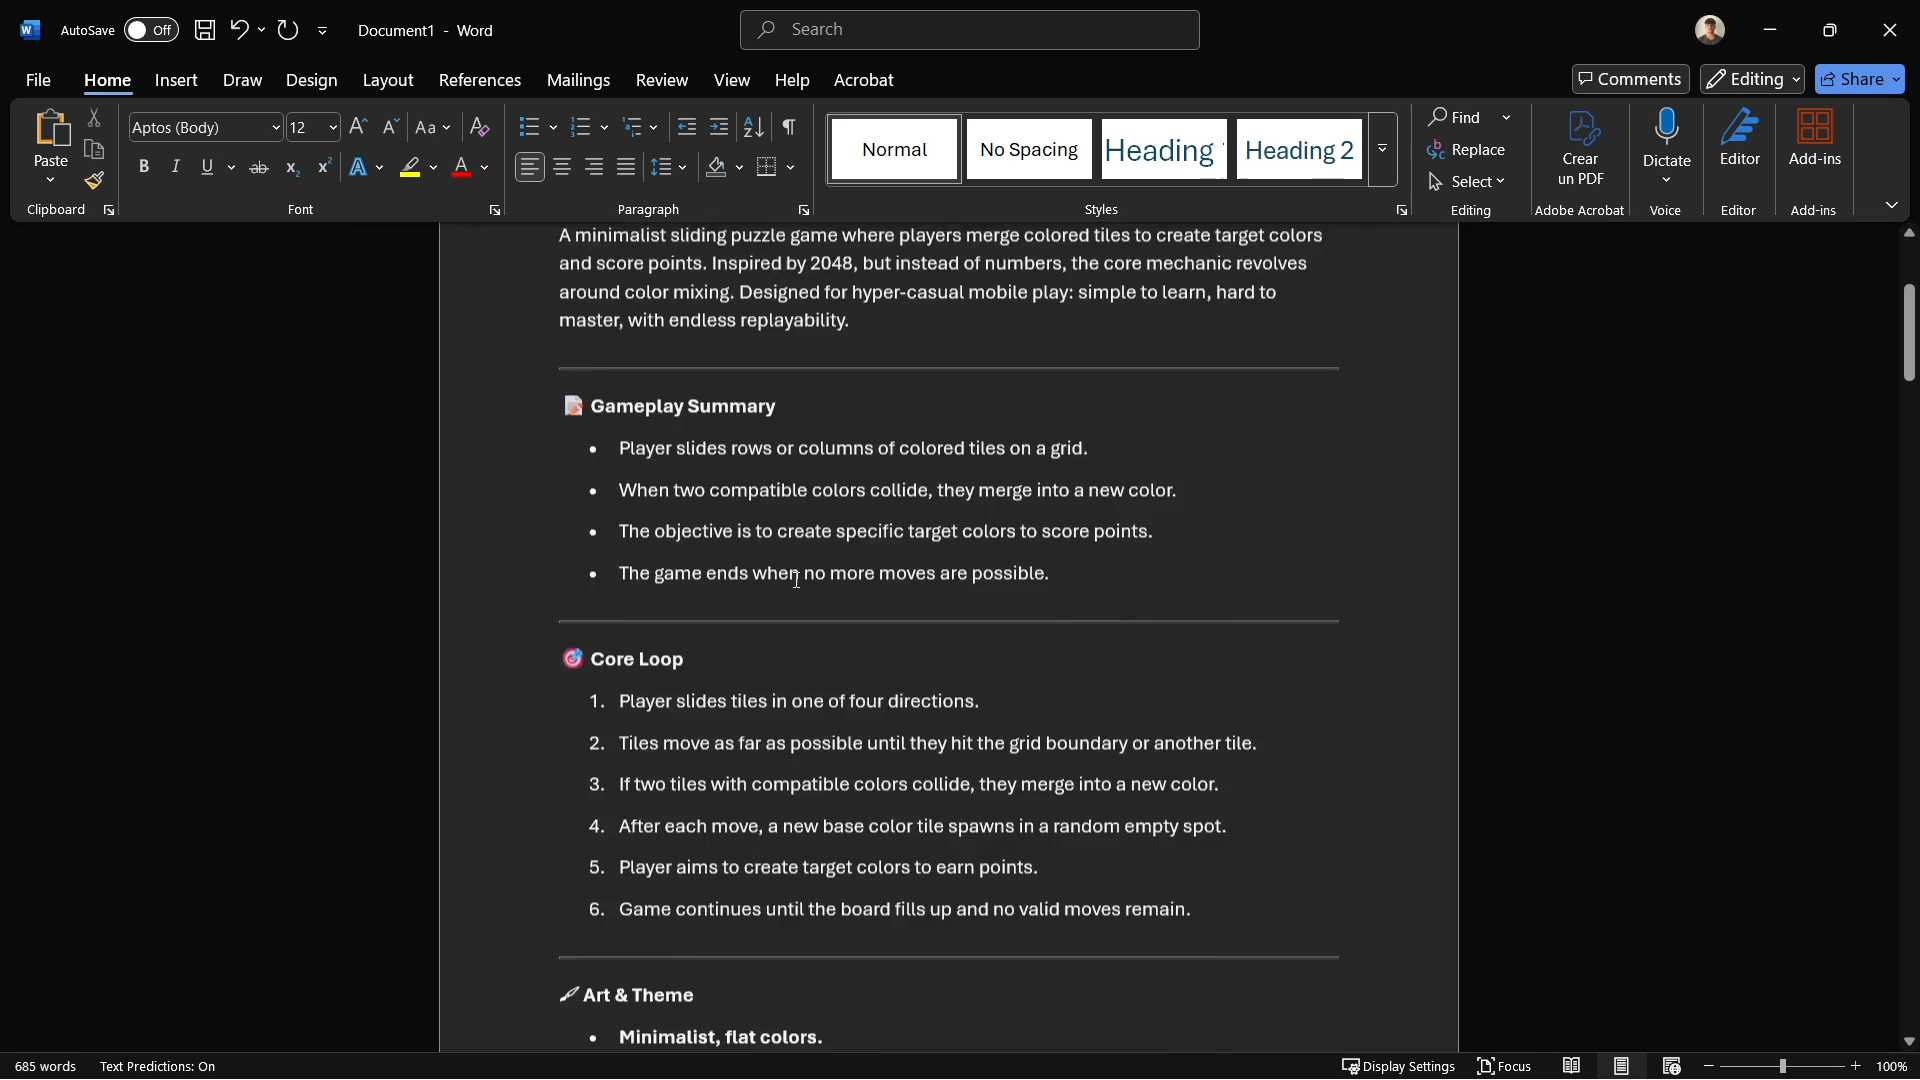 AutoSave Off Document1 - Word Search
File Home Insert Draw Design Layout References Mailings Review View Help Acrobat Comments Editing Share
Paste
Clipboard
Aptos (Body) 12
Font
Paragraph
Normal No Spacing Heading Heading 2
Styles
Find
Replace
Select
Editing
Crear
un PDF
Adobe Acrobat
Dictate
Voice
Editor
Editor
Add-ins
Add-ins
A minimalist sliding puzzle game where players merge colored tiles to create target colors
and score points. Inspired by 2048, but instead of numbers, the core mechanic revolves
around color mixing. Designed for hyper-casual mobile play: simple to learn, hard to
master, with endless replayability.
📝 Gameplay Summary
• Player slides rows or columns of colored tiles on a grid.
• When two compatible colors collide, they merge into a new color.
• The objective is to create specific target colors to score points.
• The game ends when no more moves are possible.
🎯 Core Loop
1. Player slides tiles in one of four directions.
2. Tiles move as far as possible until they hit the grid boundary or another tile.
3. If two tiles with compatible colors collide, they merge into a new color.
4. After each move, a new base color tile spawns in a random empty spot.
5. Player aims to create target colors to earn points.
6. Game continues until the board fills up and no valid moves remain.
🖌 Art & Theme
• Minimalist, flat colors.
685 words Text Predictions: On Display Settings Focus 100%